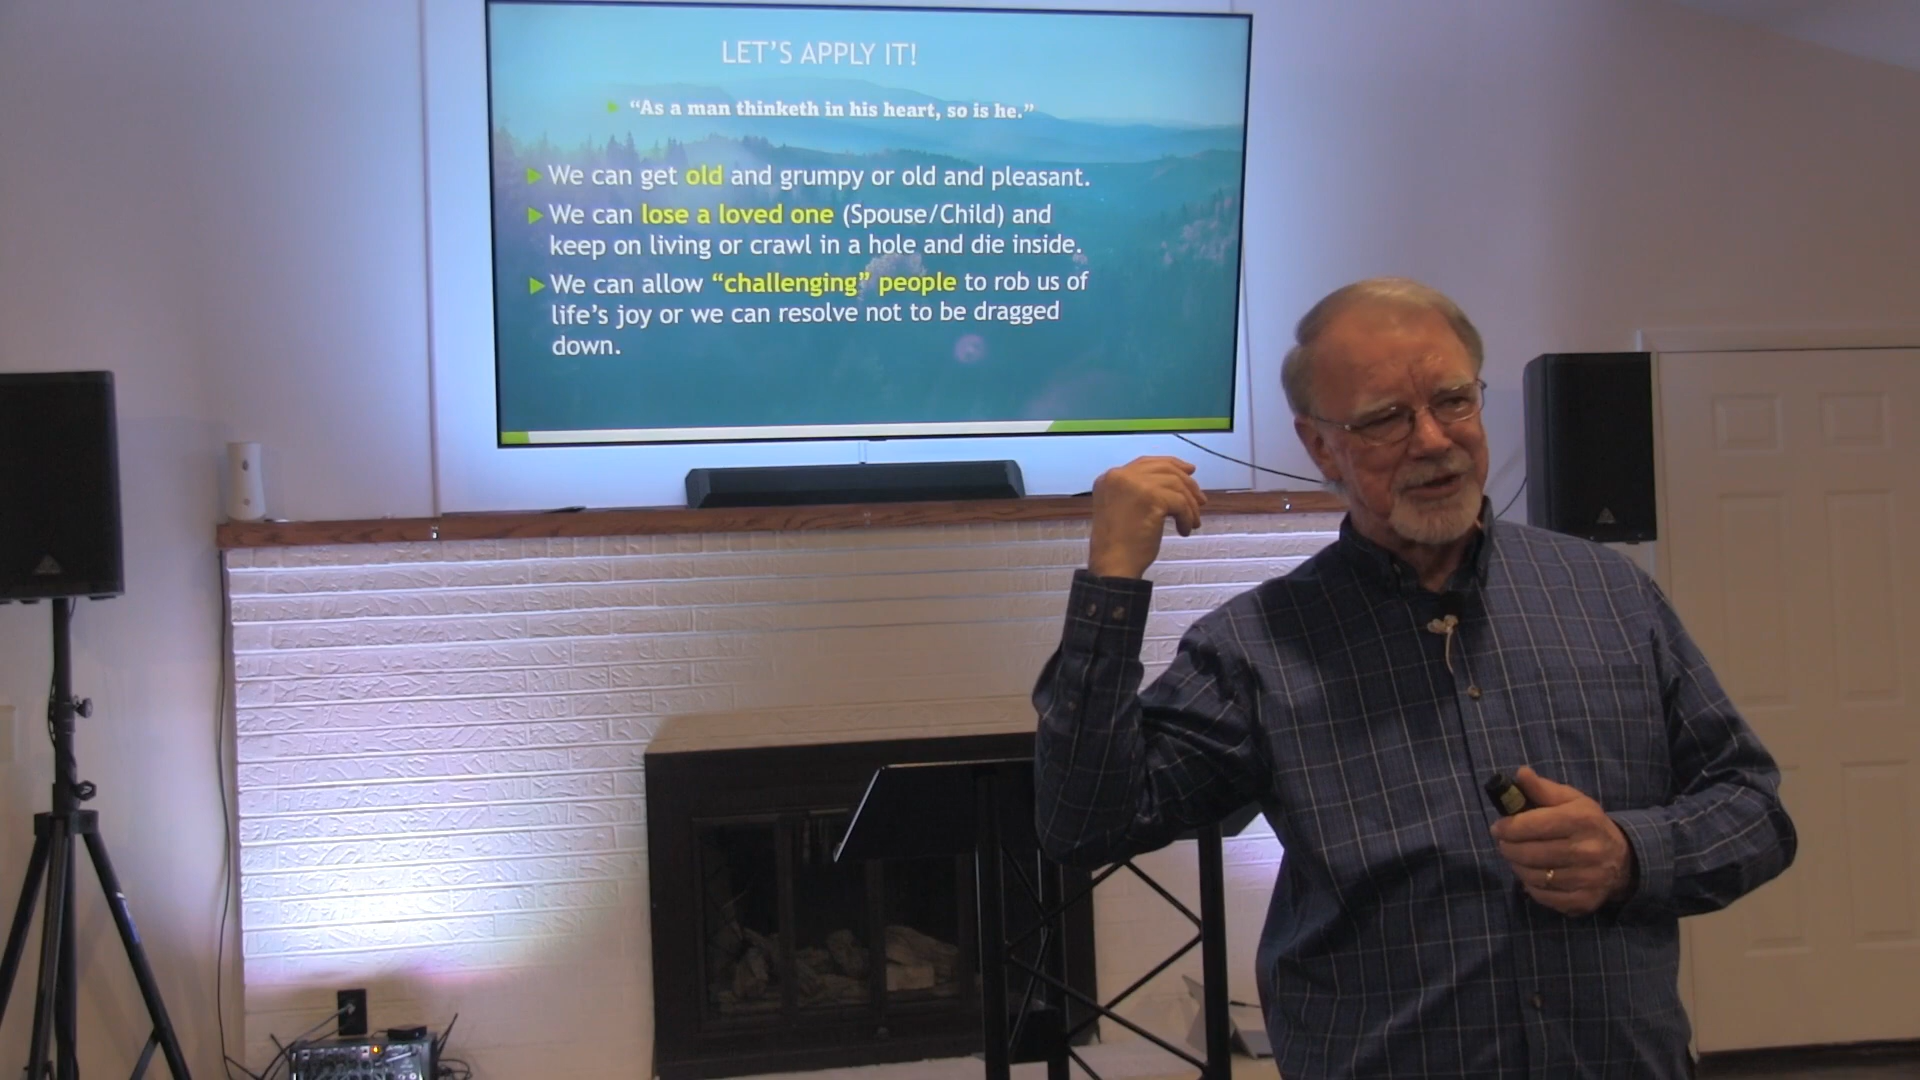 LET'S APPLY IT!
“As a man thinketh in his heart, so is he.”
We can get old and grumpy or old and pleasant.
We can lose a loved one (Spouse/Child) and
keep on living or crawl in a hole and die inside.
We can allow “challenging” people to rob us of
life's joy or we can resolve not to be dragged
down.